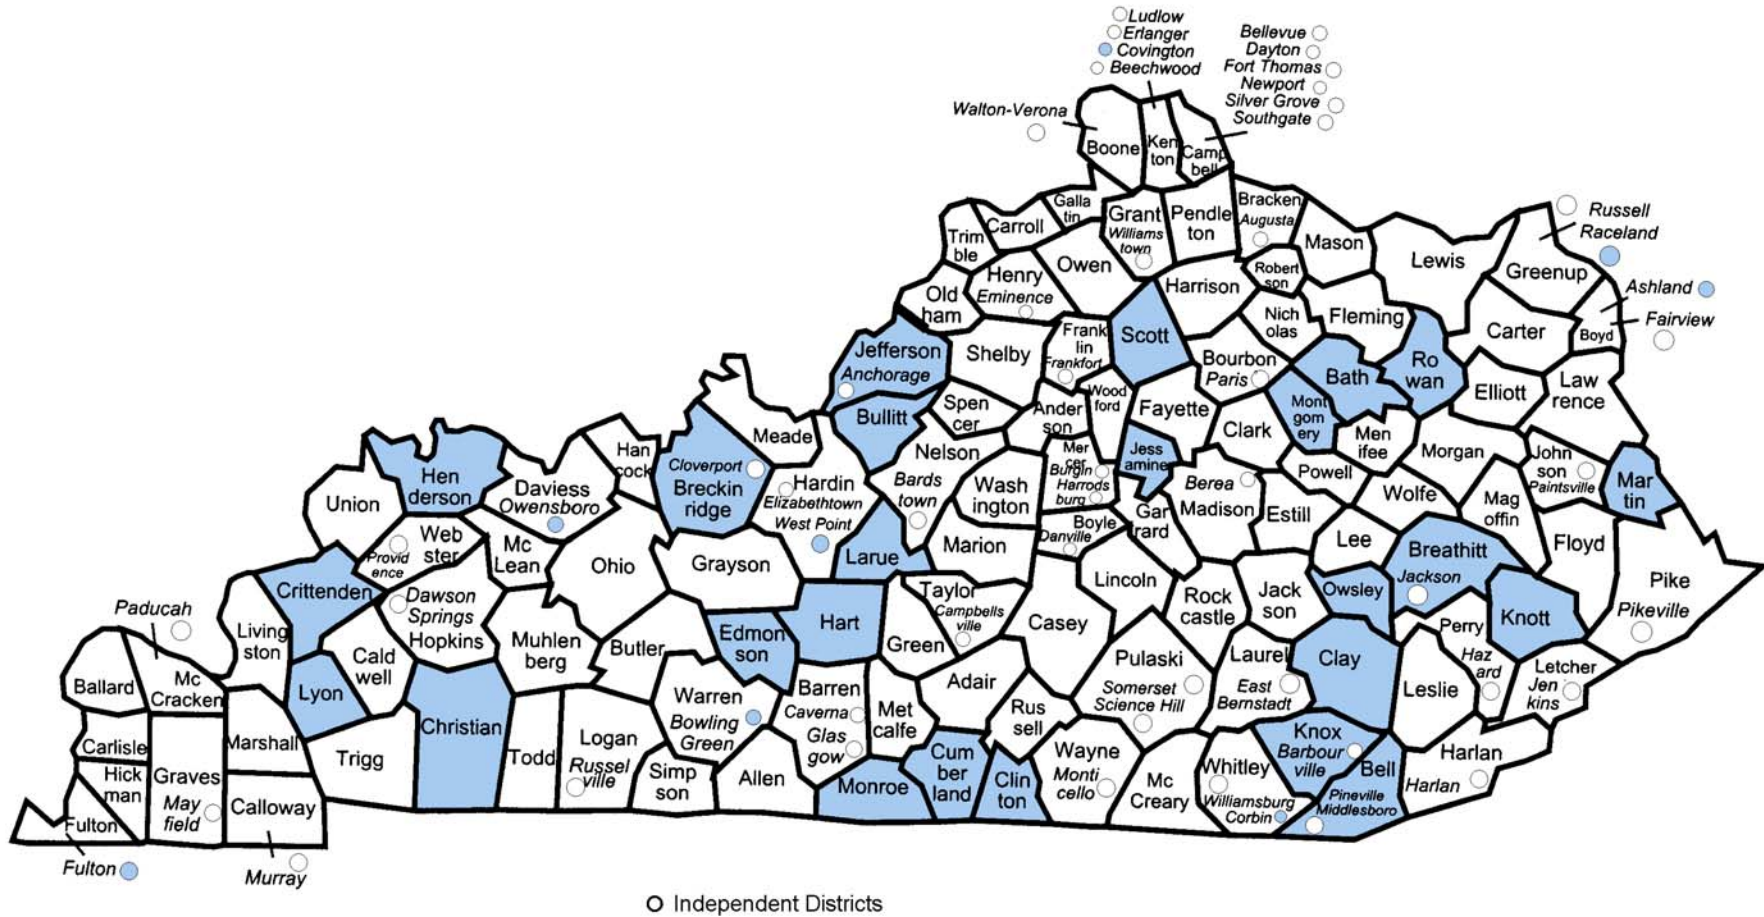 Ludlow
Erlanger
Covington
Beechwood
Bellevue
Dayton
Fort Thomas
Newport
Silver Grove
Southgate
Walton-Verona
Boone
Ken
ton
Camp
bell
Galla
tin
Carroll
Trim
ble
Grant
Williams
town
Pendle
ton
Bracken
Augusta
Mason
Lewis
Russell
Raceland
Greenup
Ashland
Fairview
Boyd
Carter
Owen
Henry
Eminence
Old
ham
Harrison
Robert
son
Nich
olas
Fleming
Ro
wan
Elliott
Law
rence
Jefferson
Anchorage
Shelby
Frank
lin
Frankfort
Scott
Bourbon
Paris
Bath
Bullitt
Spen
cer
Ander
son
Wood
ford
Fayette
Clark
Mont
gom
ery
Men
ifee
Morgan
John
son
Paintsville
Mar
tin
Meade
Han
cock
Cloverport
Breckin
ridge
Hardin
Elizabethtown
West Point
Nelson
Bards
town
Wash
ington
Mer
cer
Burgin
Harrods
burg
Jess
amine
Gar
rard
Berea
Madison
Estill
Powell
Wolfe
Mag
offin
Floyd
Pike
Pikeville
Hen
derson
Union
Daviess
Owensboro
Web
ster
Provid
ence
Mc
Lean
Ohio
Grayson
Larue
Marion
Boyle
Danville
Lincoln
Rock
castle
Jack
son
Lee
Owsley
Breathitt
Jackson
Knott
Perry
Haz
ard
Letcher
Jen
kins
Leslie
Clay
Laurel
East
Bernstadt
Pulaski
Somerset
Science Hill
Casey
Taylor
Campbells
ville
Green
Adair
Hart
Edmon
son
Butler
Muhlen
berg
Dawson
Springs
Hopkins
Crittenden
Living
ston
Cald
well
Lyon
Paducah
Mc
Cracken
Ballard
Carlisle
Hick
man
Fulton
Fulton
Graves
May
field
Marshall
Calloway
Murray
Trigg
Christian
Todd
Logan
Russel
ville
Warren
Bowling
Green
Simp
son
Allen
Barren
Caverna
Glas
gow
Met
calfe
Monroe
Cum
ber
land
Clin
ton
Rus
sell
Wayne
Monti
cello
Mc
Creary
Whitley
Williamsburg
Corbin
Knox
Barbour
ville
Bell
Pineville
Middlesboro
Harlan
Harlan
Independent Districts